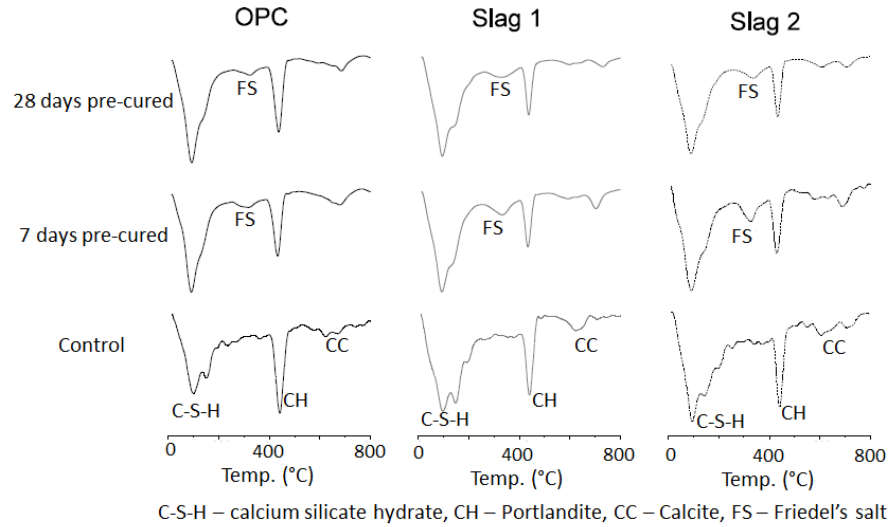 OPC Slag 1 Slag 2
28 days pre-cured
FS FS FS
7 days pre-cured
FS FS FS
Control
CC CC CC
C-S-H CH C-S-H CH C-S-H CH
0 400 800 0 400 800 0 400 800
Temp. (°C) Temp. (°C) Temp. (°C)
C-S-H – calcium silicate hydrate, CH – Portlandite, CC – Calcite, FS – Friedel's salt